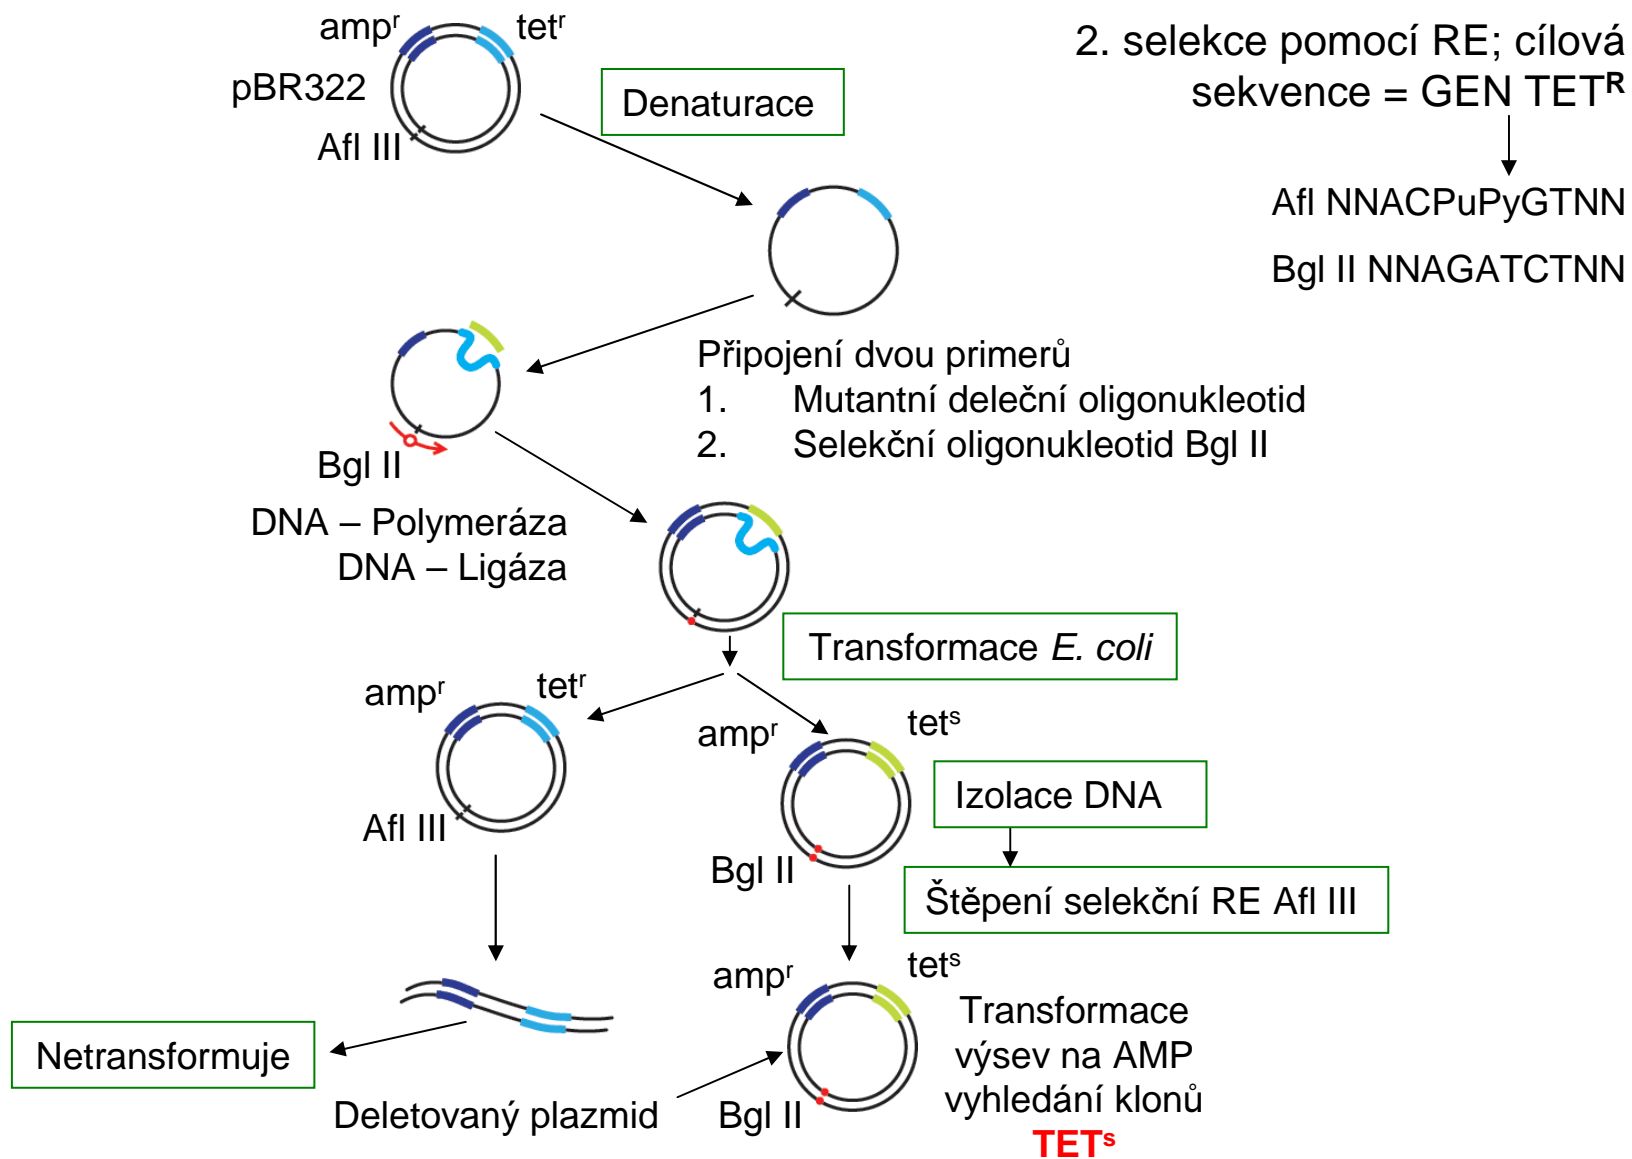 2. selekce pomocí RE; cílová
sekvence = GEN TETᴿ
Afl NNACPuPyGTNN
Bgl II NNAGATCTNN
ampʳ
tetʳ
pBR322
Afl III
Denaturace
Připojení dvou primerů
1. Mutantní deleční oligonukleotid
2. Selekční oligonukleotid Bgl II
Bgl II
DNA – Polymeráza
DNA – Ligáza
Transformace E. coli
ampʳ
tetʳ
Afl III
ampʳ
tetˢ
Bgl II
Izolace DNA
Štěpení selekční RE Afl III
Netransformuje
Deletovaný plazmid
ampʳ
tetˢ
Bgl II
Transformace
výsev na AMP
vyhledání klonů
TETˢ